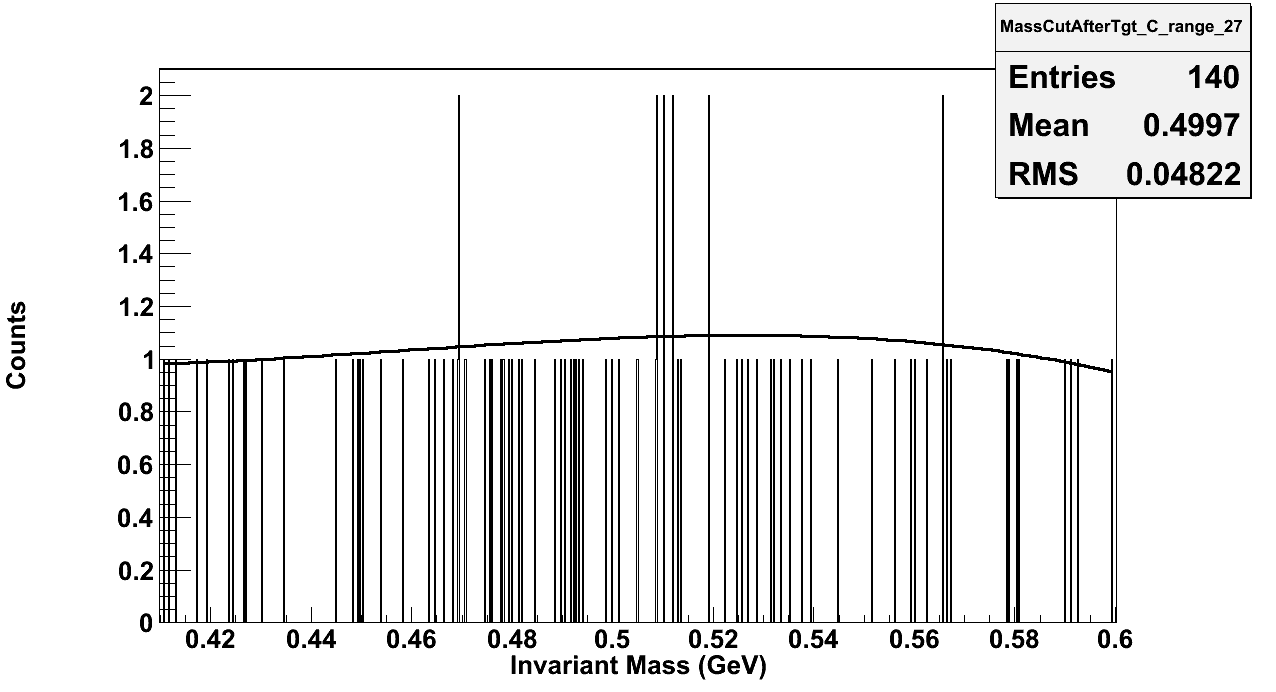 MassCutAfterTgt_C_range_27
Entries 140
Mean 0.4997
RMS 0.04822
2
1.8
1.6
1.4
1.2
1
0.8
0.6
0.4
0.2
0
Counts
0.42 0.44 0.46 0.48 0.5 0.52 0.54 0.56 0.58 0.6
Invariant Mass (GeV)